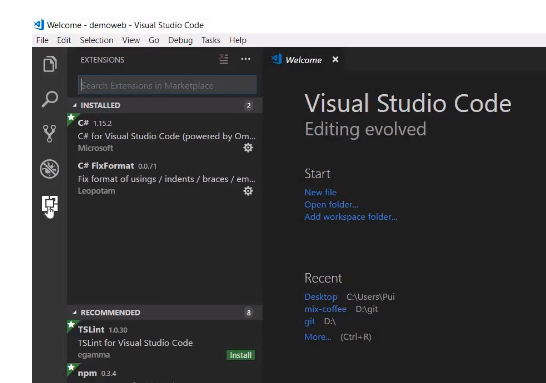 Welcome - demoweb - Visual Studio Code
File Edit Selection View Go Debug Tasks Help
EXTENSIONS
Search Extensions in Marketplace
INSTALLED 2
C# 1.15.2
C# for Visual Studio Code (powered by Om...
Microsoft
C# FixFormat 0.0.71
Fix format of usings / indents / braces / em...
Leopotam
RECOMMENDED 8
TSLint 1.0.30
TSLint for Visual Studio Code
egamma Install
npm 0.3.4
Welcome
Visual Studio Code
Editing evolved
Start
New file
Open folder...
Add workspace folder...
Recent
Desktop C:\Users\Pui
mix-coffee D:\git
git D:\
More... (Ctrl+R)